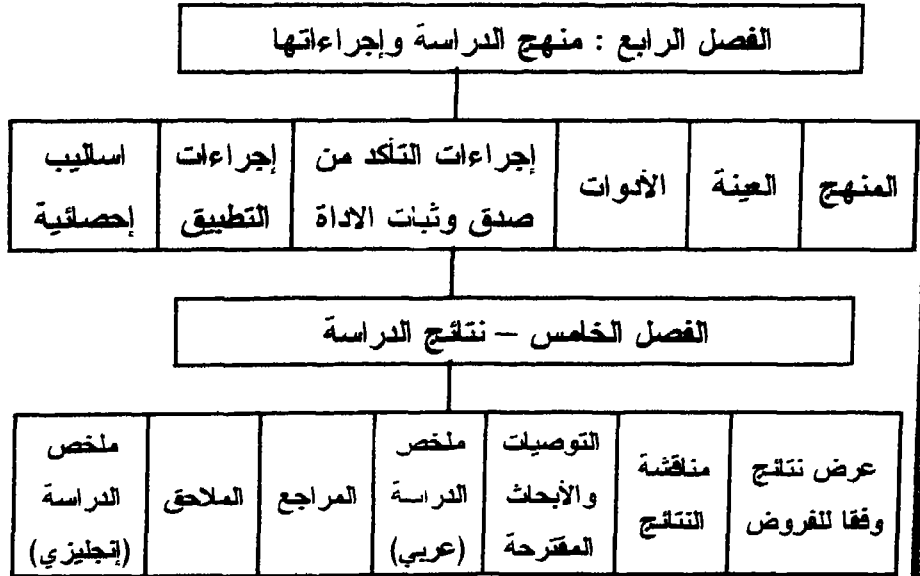 الفصل الرابع : منهج الدراسة وإجراءاتها
المنهج
العينة
الأدوات
إجراءات التأكد من
صدق وثبات الاداة
إجراءات
التطبيق
اساليب
إحصائية
الفصل الخامس – نتائج الدراسة
عرض نتائج
وفقا للفروض
مناقشة
النتائج
التوصيات
والأبحاث
المقترحة
ملخص
الدراسة
(عربي)
المراجع
الملاحق
ملخص
الدراسة
(إنجليزي)